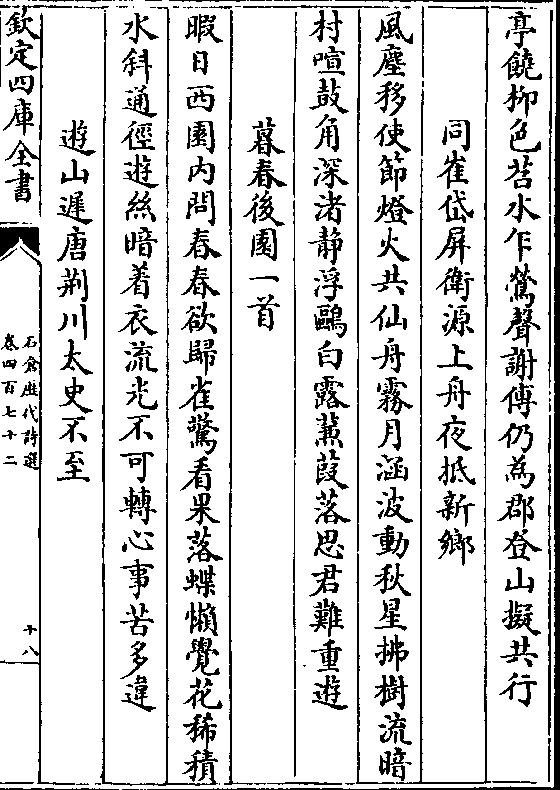 亭饒柳色苕水乍鶯聲謝傅仍為郡登山擬共行
同崔岱屏衛源上舟夜抵新鄉
風塵移使節燈火共仙舟霧月涵波動秋星拂樹流暗
村喧鼓角深渚静浮鷗白露蒹葭落思君難重遊
暮春後園一首
暇日西園内問春春欲歸雀驚看果落蝶懶覺花稀積
水斜通徑遊絲暗着衣流光不可轉心事苦多違
遊山遲唐荆川太史不至
欽定四庫全書
石倉歷代詩選
卷四百七十二
十八